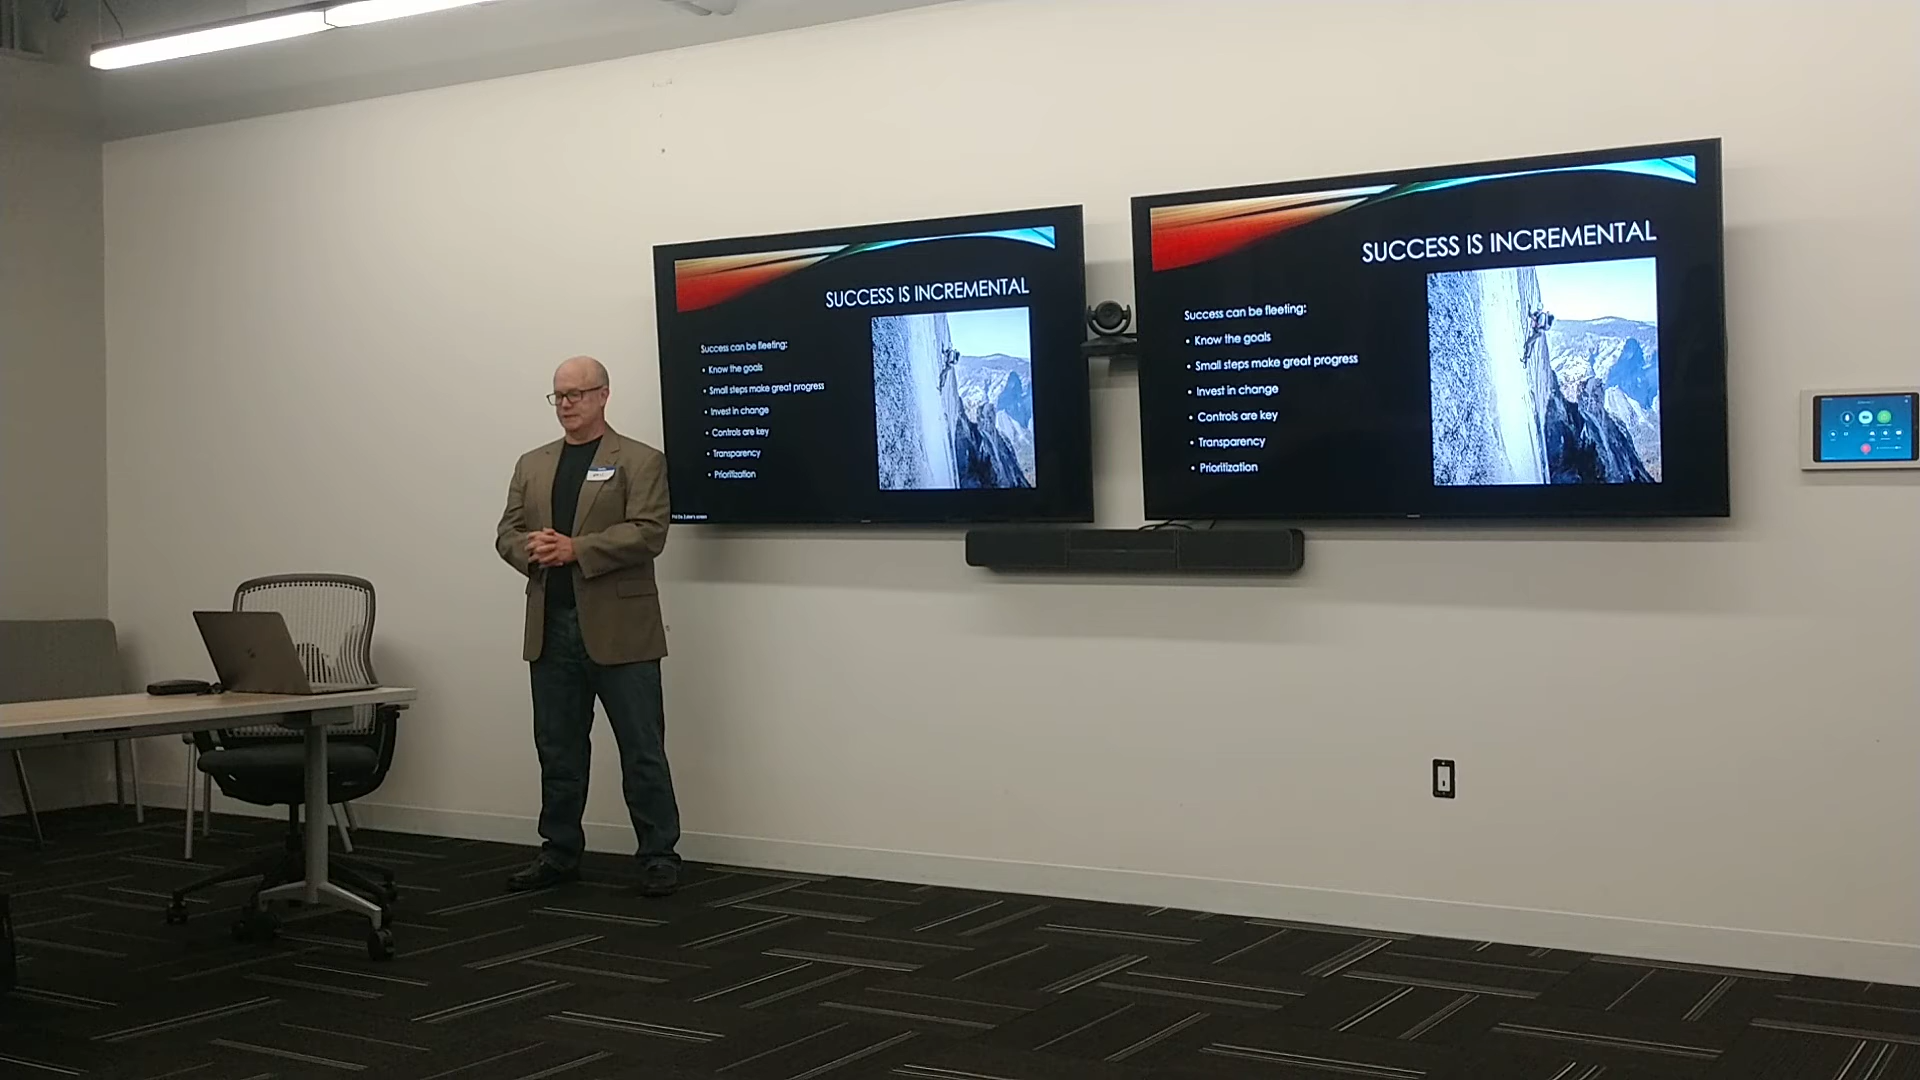 SUCCESS IS INCREMENTAL
Success can be fleeting:
• Know the goals
• Small steps make great progress
• Invest in change
• Controls are key
• Transparency
• Prioritization
SUCCESS IS INCREMENTAL
Success can be fleeting:
• Know the goals
• Small steps make great progress
• Invest in change
• Controls are key
• Transparency
• Prioritization